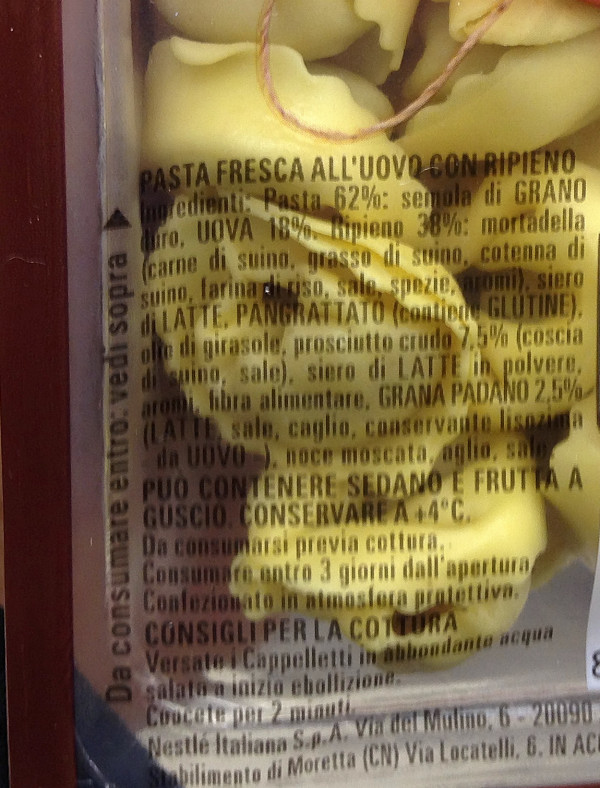 PASTA FRESCA ALL'UOVO CON RIPIENO
Ingredienti: Pasta 62%: semola di GRANO
duro, UOVA 18%. Ripieno 38%: mortadella
(carne di suino, grasso di suino, cotenna di
suino, farina di riso, sale, spezie, aromi), siero
di LATTE, PANGRATTATO (contiene GLUTINE),
olio di girasole, prosciutto crudo 7,5% (coscia
di suino, sale), siero di LATTE in polvere,
aromi, fibra alimentare, GRANA PADANO 2,5%
(LATTE, sale, caglio, conservante lisozima
da UOVO), noce moscata, aglio, sale
PUO CONTENERE SEDANO E FRUTTA A
GUSCIO. CONSERVARE A +4°C.
Da consumarsi previa cottura.
Consumare entro 3 giorni dall'apertura
Confezionato in atmosfera protettiva.
CONSIGLI PER LA COTTURA
Versate i Cappelletti in abbondante acqua
salata a inizio ebollizione.
Cuocete per 2 minuti.
Nestlé Italiana S.p.A. Via del Mulino, 6 - 20090
Stabilimento di Moretta (CN) Via Locatelli, 6. IN
Da consumare entro: vedi sopra ▶